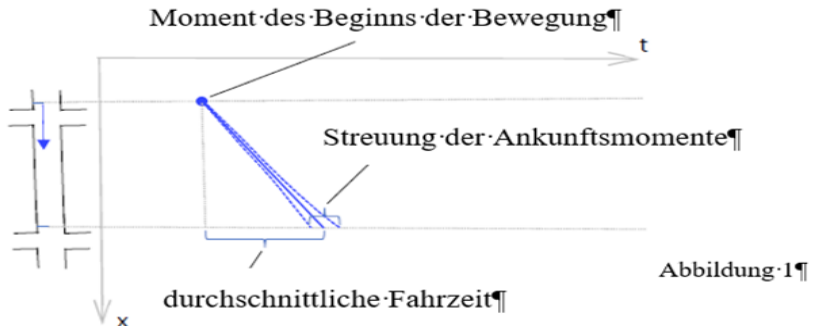 Moment·des·Beginns·der·Bewegung¶
t
Streuung·der·Ankunftsmomente¶
durchschnittliche·Fahrzeit¶
Abbildung·1¶
x